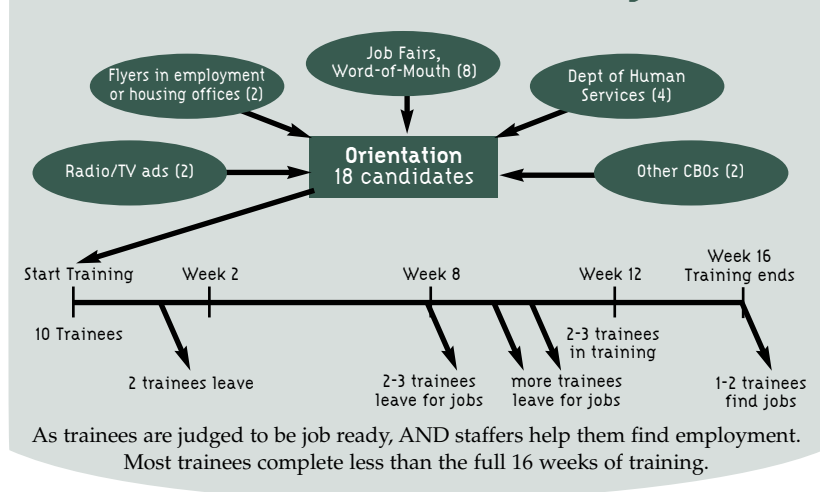 Job Fairs,
Word-of-Mouth (8)
Flyers in employment
or housing offices (2)
Dept of Human
Services (4)
Radio/TV ads (2)
Orientation
18 candidates
Other CBOs (2)
Start Training
Week 2
Week 8
Week 12
Week 16
Training ends
10 Trainees
2 trainees leave
2-3 trainees
leave for jobs
more trainees
leave for jobs
2-3 trainees
in training
1-2 trainees
find jobs
As trainees are judged to be job ready, AND staffers help them find employment.
Most trainees complete less than the full 16 weeks of training.